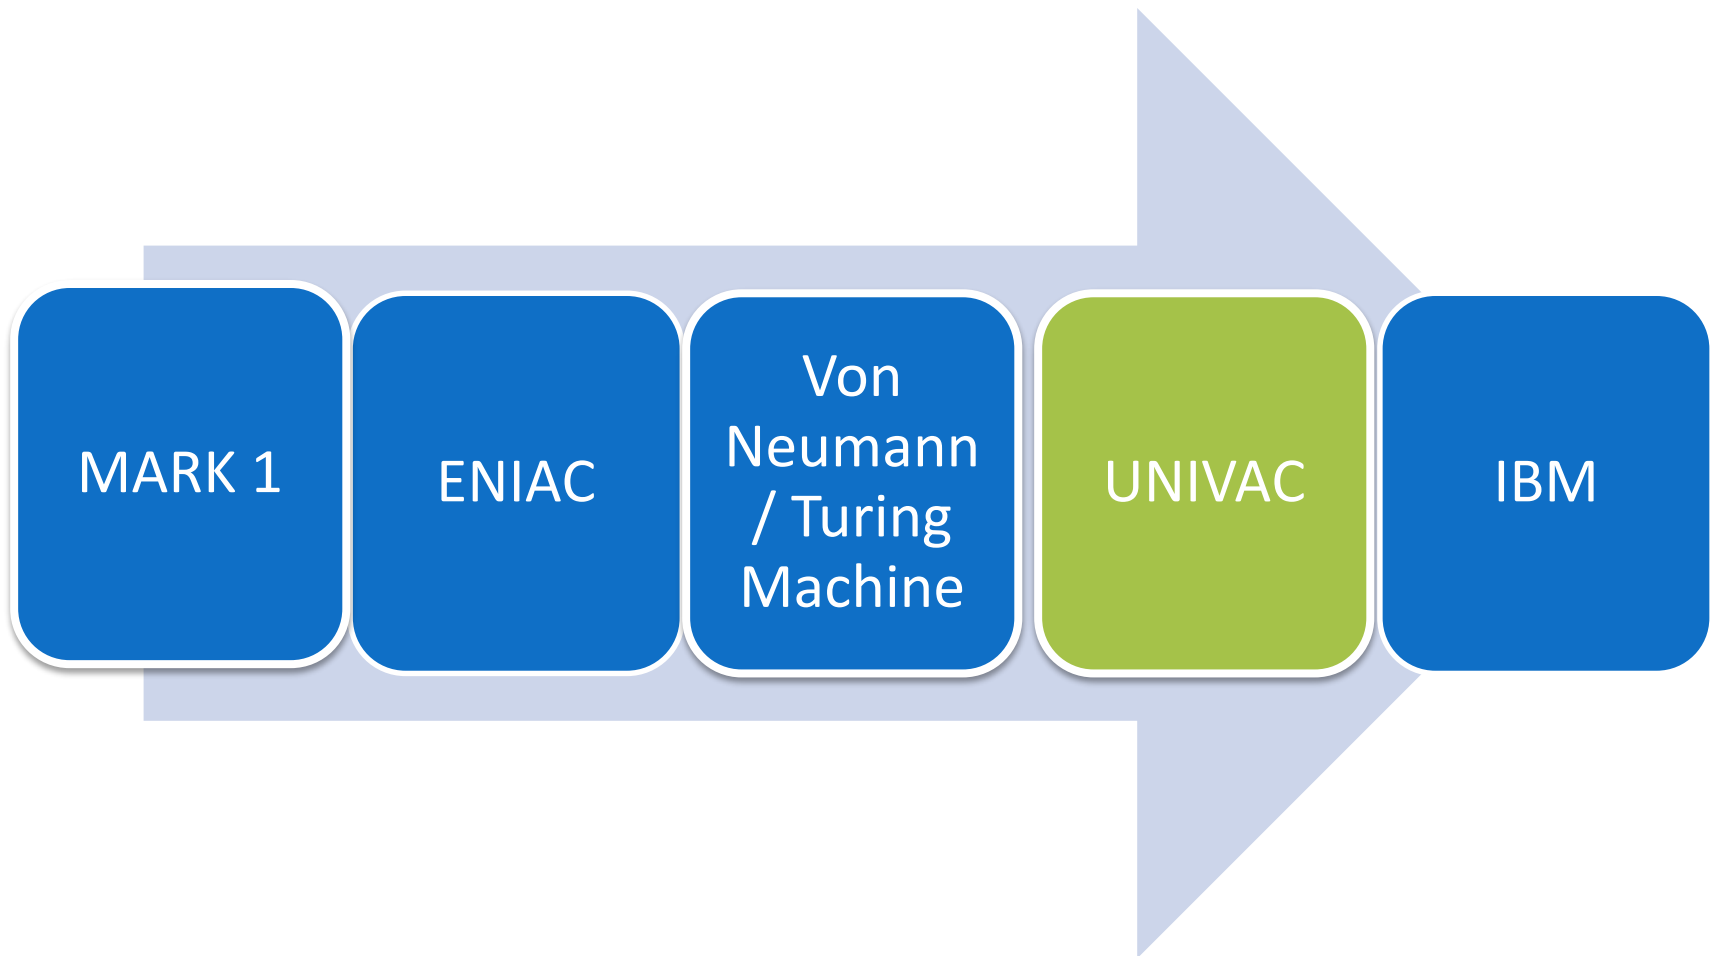 MARK 1
ENIAC
Von
Neumann
/ Turing
Machine
UNIVAC
IBM